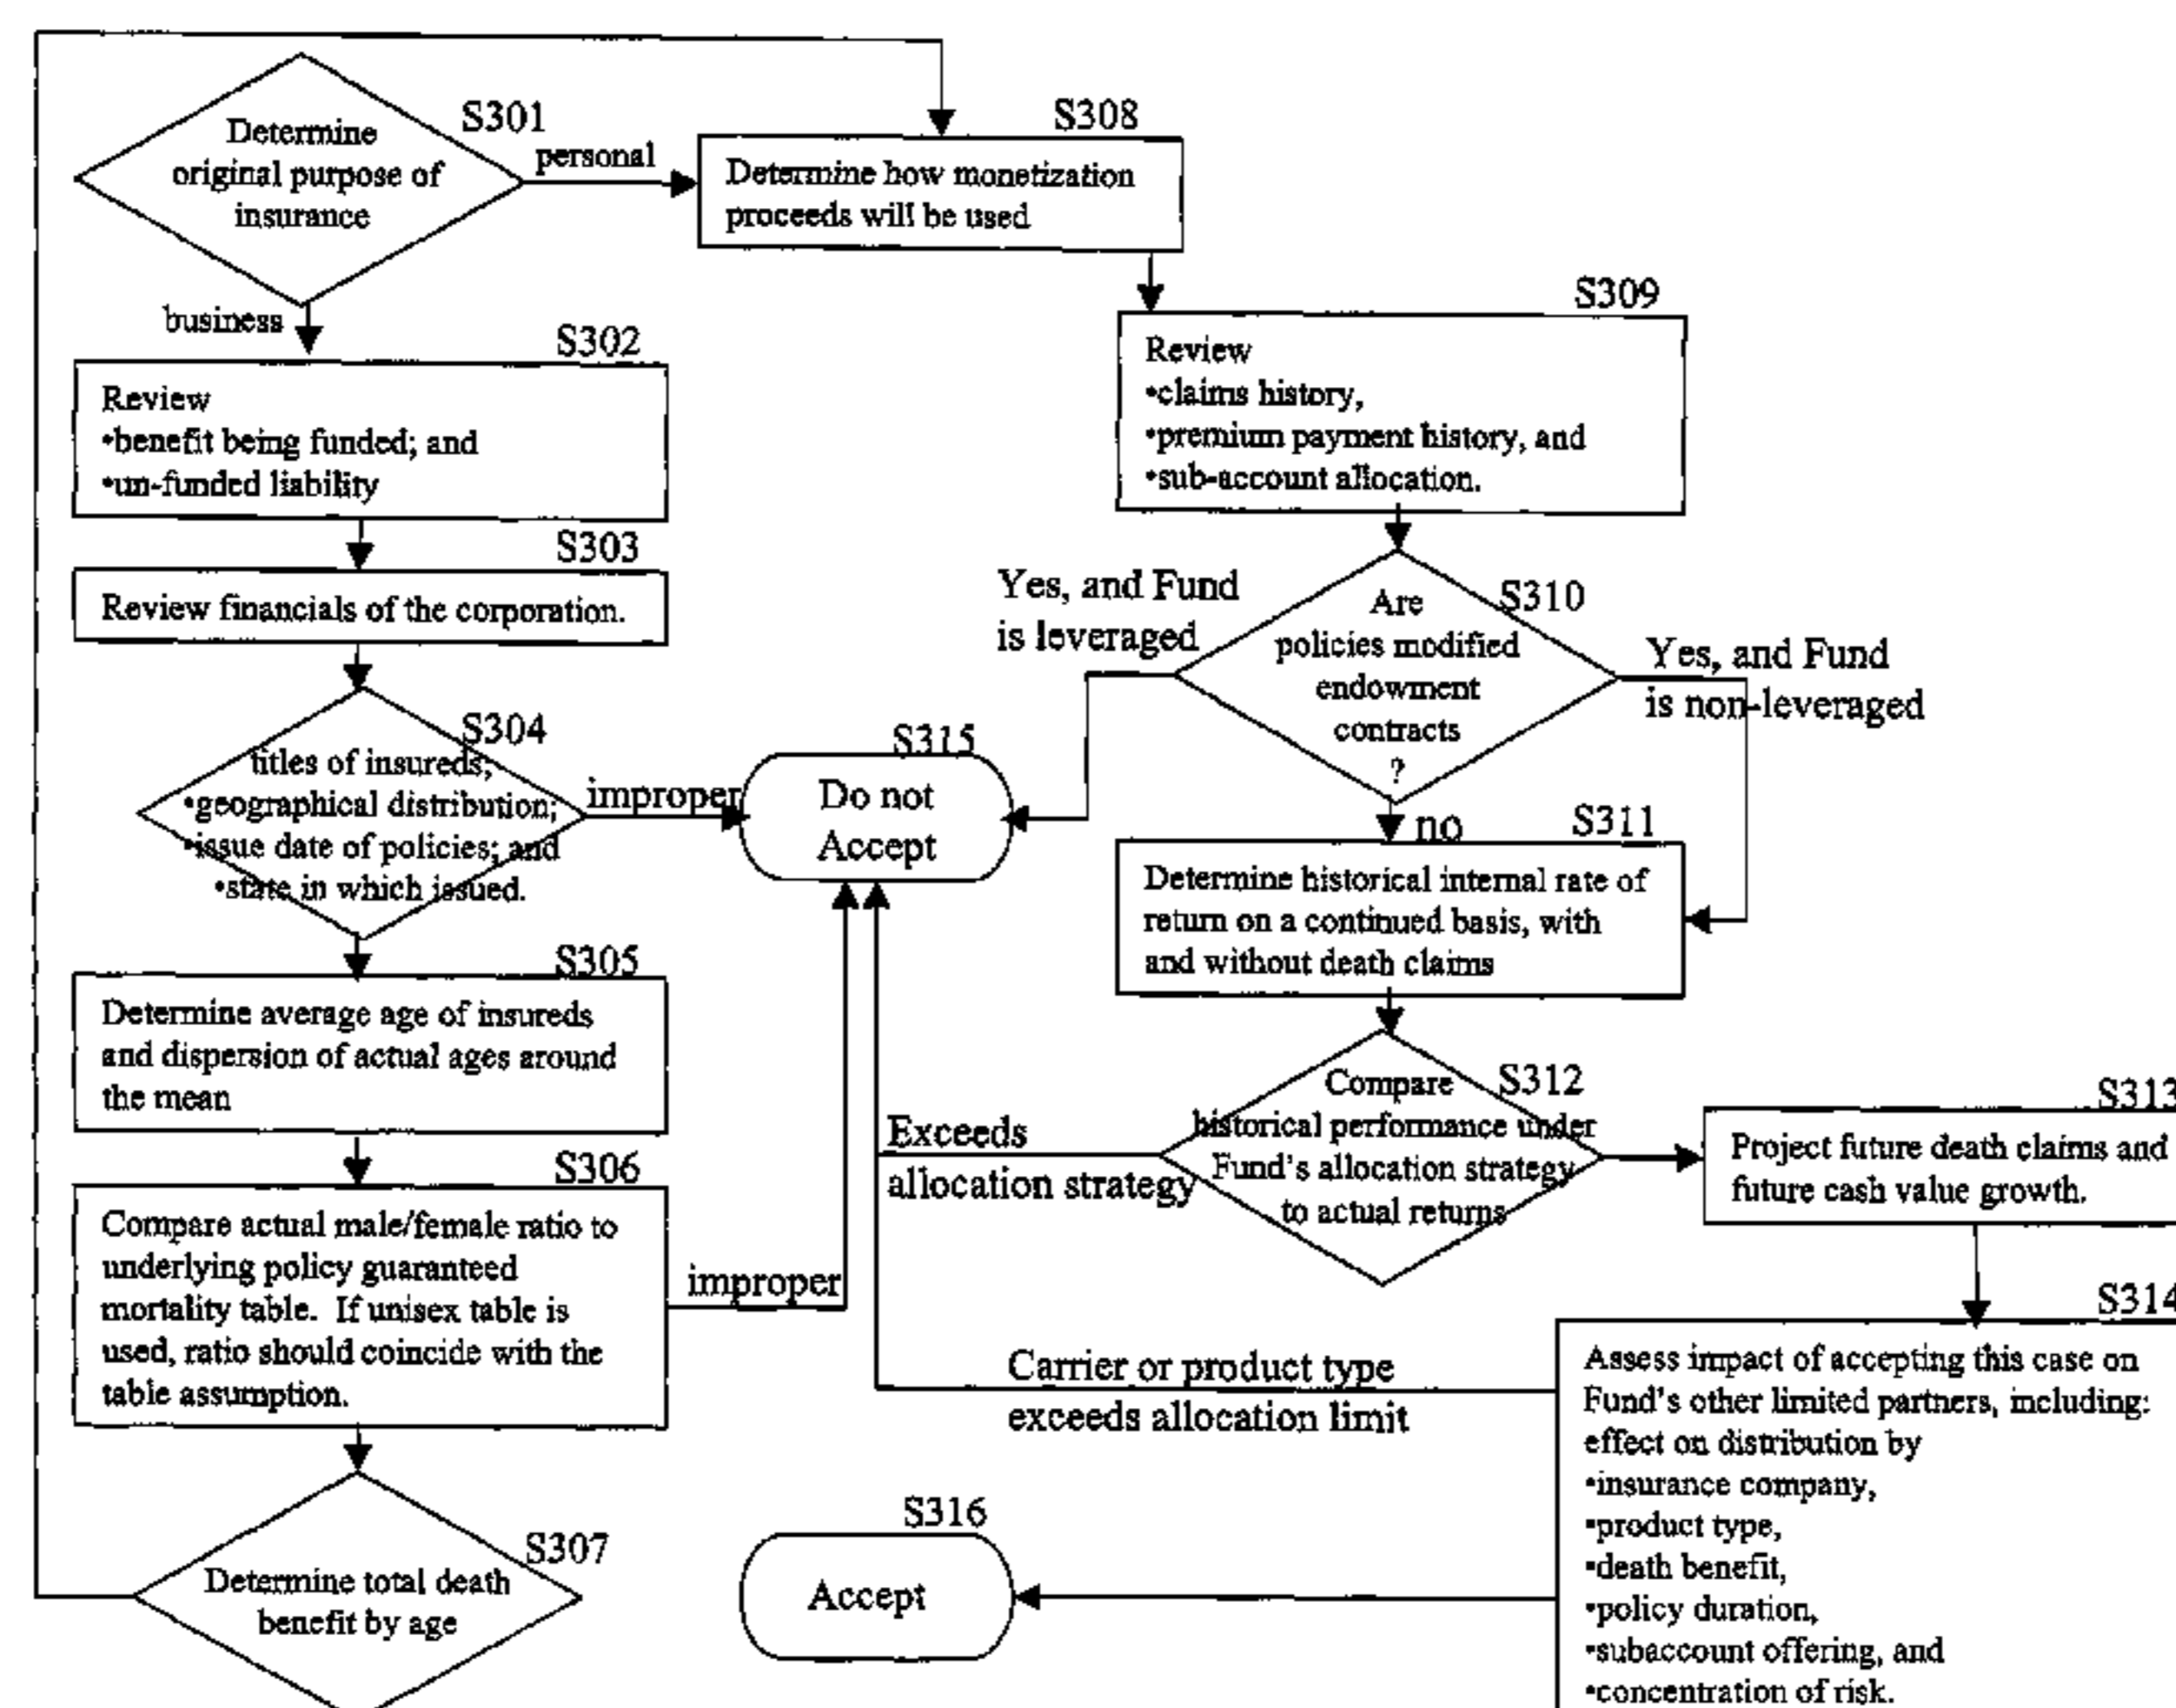 S301
Determine
original purpose of
insurance
personal
business
S308
Determine how monetization
proceeds will be used
S302
Review
•benefit being funded; and
•un-funded liability
S303
Review financials of the corporation.
S304
titles of insureds;
•geographical distribution;
•issue date of policies; and
•state in which issued.
improper
S305
Determine average age of insureds
and dispersion of actual ages around
the mean
S306
Compare actual male/female ratio to
underlying policy guaranteed
mortality table. If unisex table is
used, ratio should coincide with the
table assumption.
improper
S307
Determine total death
benefit by age
S309
Review
•claims history,
•premium payment history, and
•sub-account allocation.
S310
Are
policies modified
endowment
contracts
?
Yes, and Fund
is leveraged
Yes, and Fund
is non-leveraged
no
S315
Do not
Accept
S311
Determine historical internal rate of
return on a continued basis, with
and without death claims
S312
Compare
historical performance under
Fund's allocation strategy
to actual returns
Exceeds
allocation strategy
S313
Project future death claims and
future cash value growth.
S314
Assess impact of accepting this case on
Fund's other limited partners, including:
effect on distribution by
•insurance company,
•product type,
•death benefit,
•policy duration,
•subaccount offering, and
•concentration of risk.
Carrier or product type
exceeds allocation limit
S316
Accept